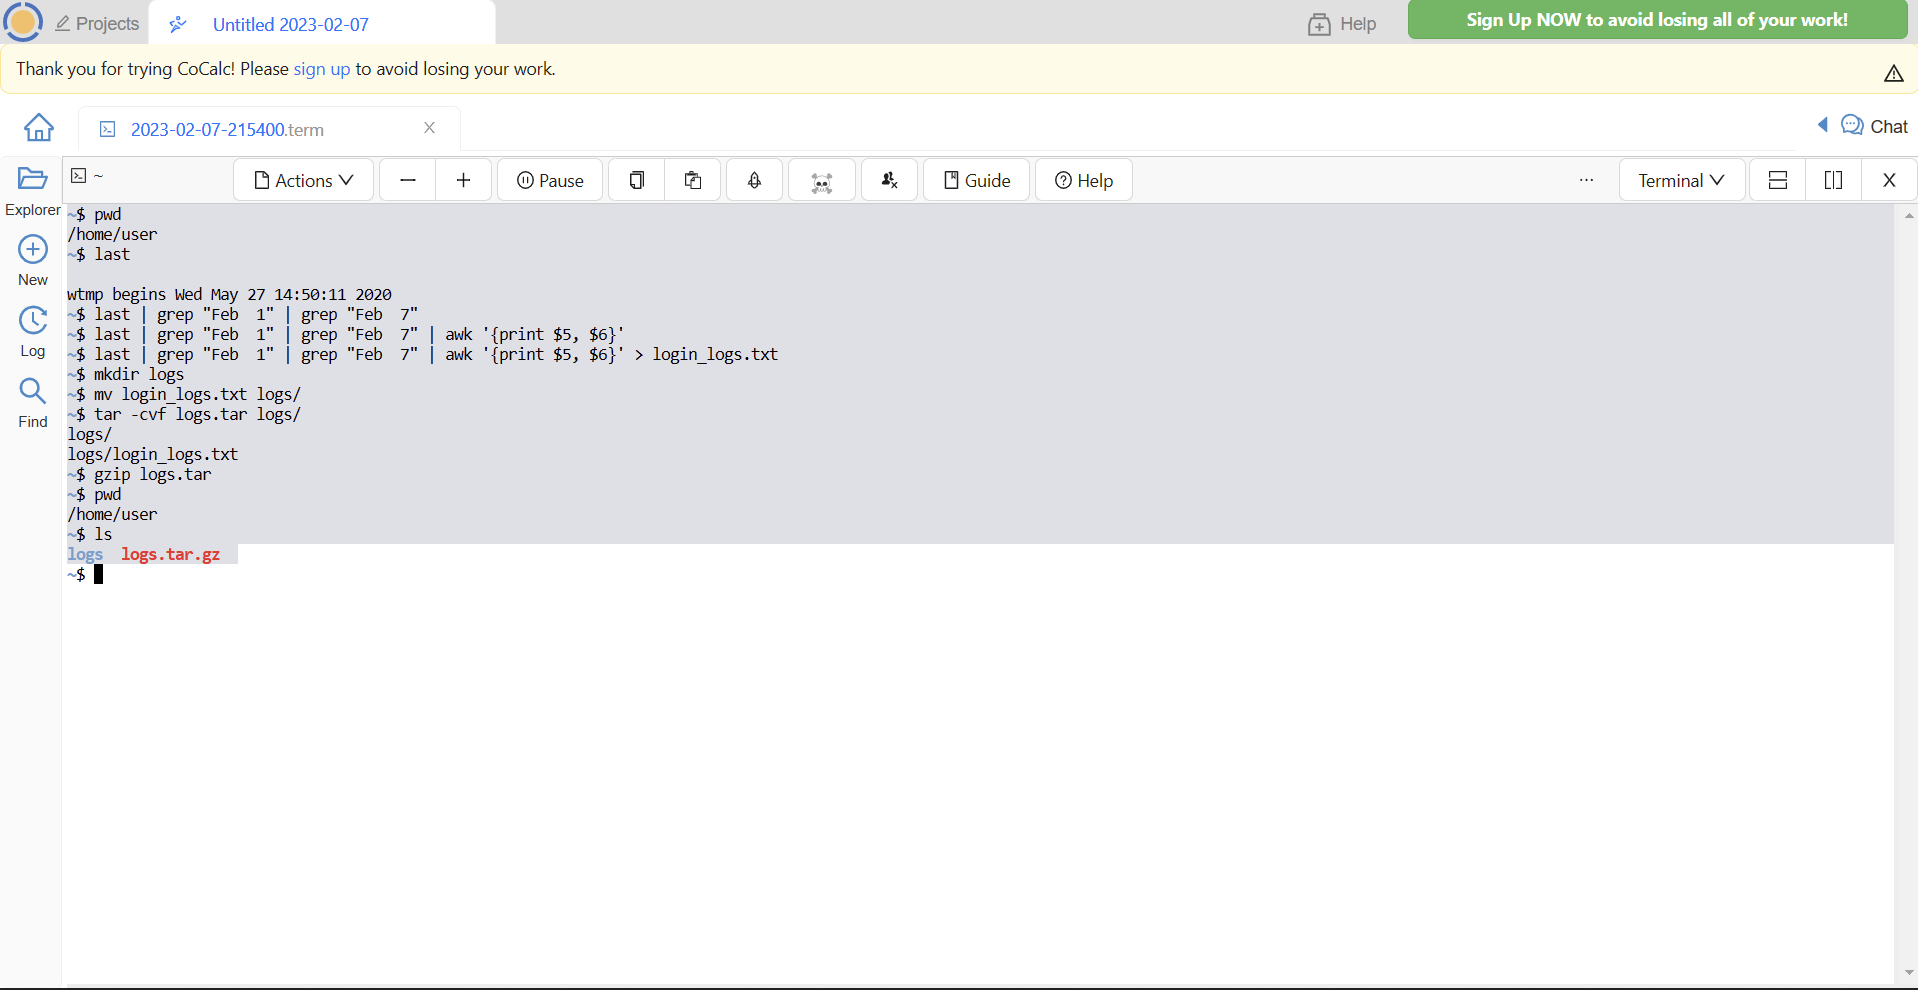 Projects
Untitled 2023-02-07
Help
Sign Up NOW to avoid losing all of your work!
Thank you for trying CoCalc! Please sign up to avoid losing your work.
2023-02-07-215400.term
Chat
~
Actions
Pause
Guide
Help
Terminal
Explorer
New
Log
Find
~$ pwd
/home/user
~$ last
wtmp begins Wed May 27 14:50:11 2020
~$ last | grep "Feb  1" | grep "Feb  7"
~$ last | grep "Feb  1" | grep "Feb  7" | awk '{print $5, $6}'
~$ last | grep "Feb  1" | grep "Feb  7" | awk '{print $5, $6}' > login_logs.txt
~$ mkdir logs
~$ mv login_logs.txt logs/
~$ tar -cvf logs.tar logs/
logs/
logs/login_logs.txt
~$ gzip logs.tar
~$ pwd
/home/user
~$ ls
logs  logs.tar.gz
~$